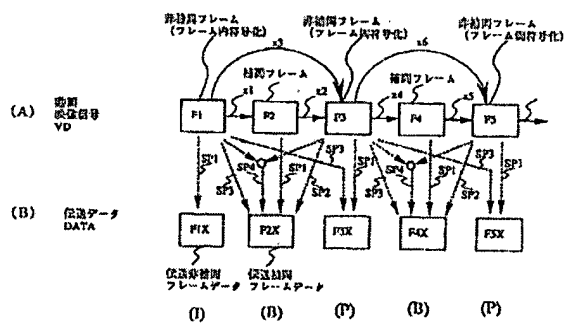 非補間フレーム
(フレーム内符号化)
非補間フレーム
(フレーム間符号化)
非補間フレーム
(フレーム間符号化)
x3
x6
補間フレーム
補間フレーム
x1
x2
x4
x5
(A)
動画
映像信号
VD
F1
F2
F3
F4
F5
SP1
SP3
SP4
SP1
SP3
SP2
SP1
SP3
SP4
SP1
SP3
SP2
SP1
(B)
伝送データ
DATA
F1X
F2X
F3X
F4X
F5X
伝送非補間
フレームデータ
伝送補間
フレームデータ
(I)
(B)
(P)
(B)
(P)